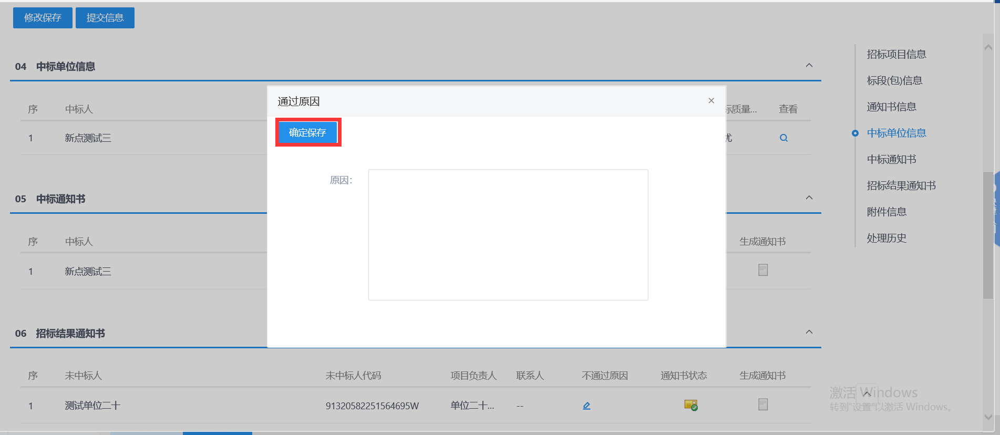 修改保存 提交信息
04 中标单位信息
序 中标人 标质量... 查看
1 新点测试三 优
05 中标通知书
序 中标人 生成通知书
1 新点测试三
06 招标结果通知书
序 未中标人 未中标人代码 项目负责人 联系人 不通过原因 通知书状态 生成通知书
1 测试单位二十 91320582251564695W 单位二十... --
通过原因 ×
确定保存
原因：
招标项目信息
标段(包)信息
通知书信息
中标单位信息
中标通知书
招标结果通知书
附件信息
处理历史
激活 Windows
转到"设置"以激活 Windows。